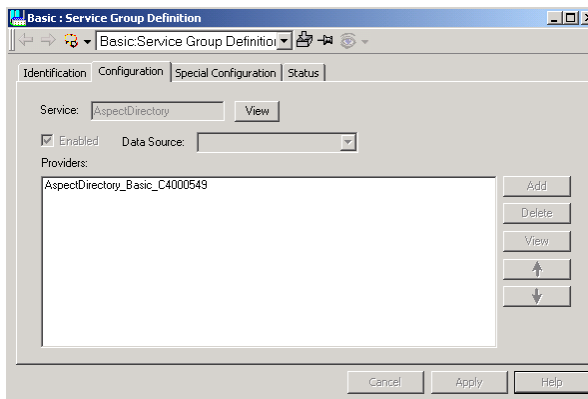 Basic : Service Group Definition
Basic:Service Group Definition
Identification Configuration Special Configuration Status
Service: AspectDirectory View
Enabled Data Source:
Providers:
AspectDirectory_Basic_C4000549
Add
Delete
View
Cancel Apply Help